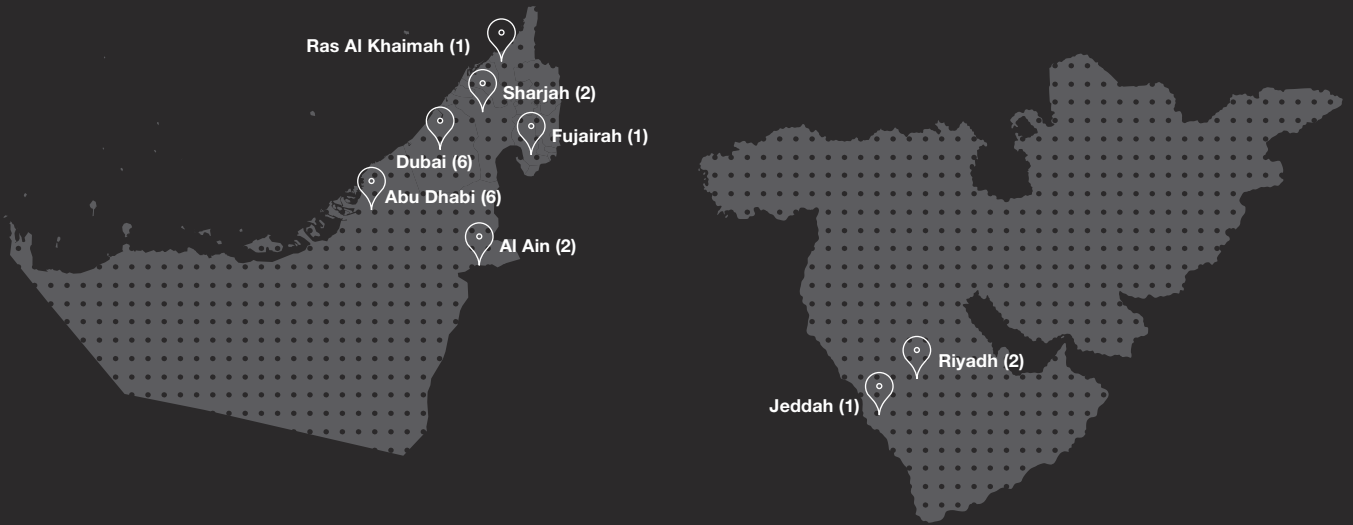 Ras Al Khaimah (1)
Sharjah (2)
Fujairah (1)
Dubai (6)
Abu Dhabi (6)
Al Ain (2)
Riyadh (2)
Jeddah (1)